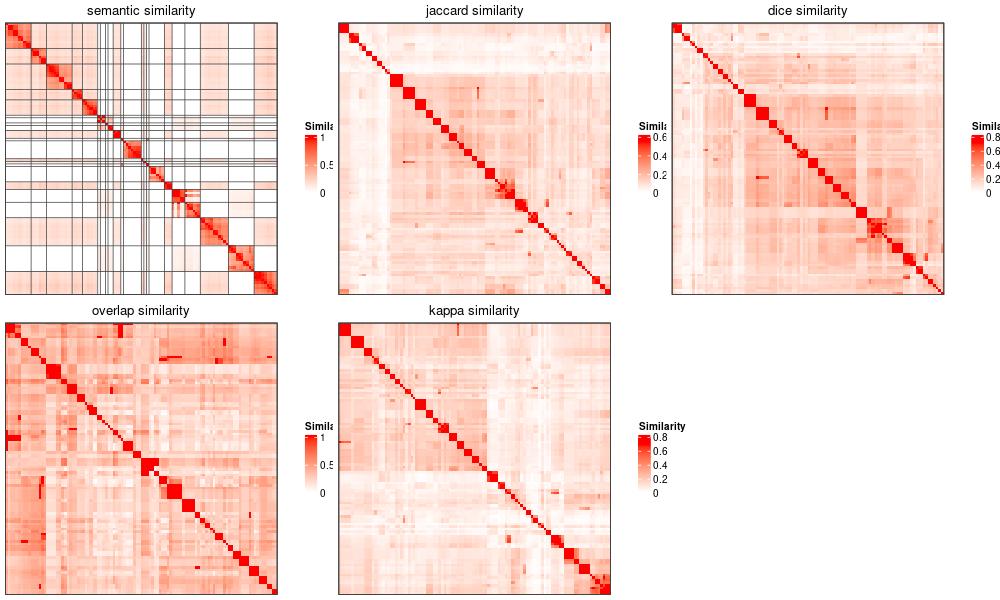 semantic similarity
jaccard similarity
dice similarity
Simila
1
0.5
0
Simila
0.6
0.4
0.2
0
Simila
0.8
0.6
0.4
0.2
0
overlap similarity
kappa similarity
Simila
1
0.5
0
Similarity
0.8
0.6
0.4
0.2
0